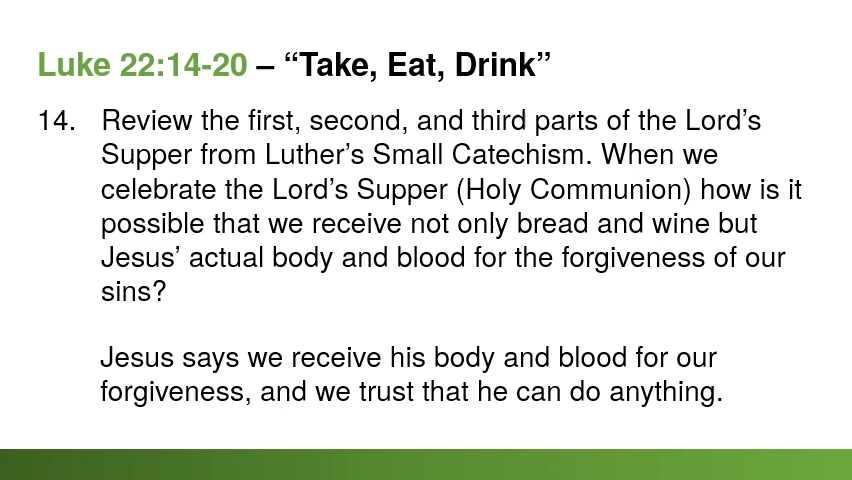 Luke 22:14-20 – “Take, Eat, Drink”
14. Review the first, second, and third parts of the Lord’s
Supper from Luther’s Small Catechism. When we
celebrate the Lord’s Supper (Holy Communion) how is it
possible that we receive not only bread and wine but
Jesus’ actual body and blood for the forgiveness of our
sins?
Jesus says we receive his body and blood for our
forgiveness, and we trust that he can do anything.